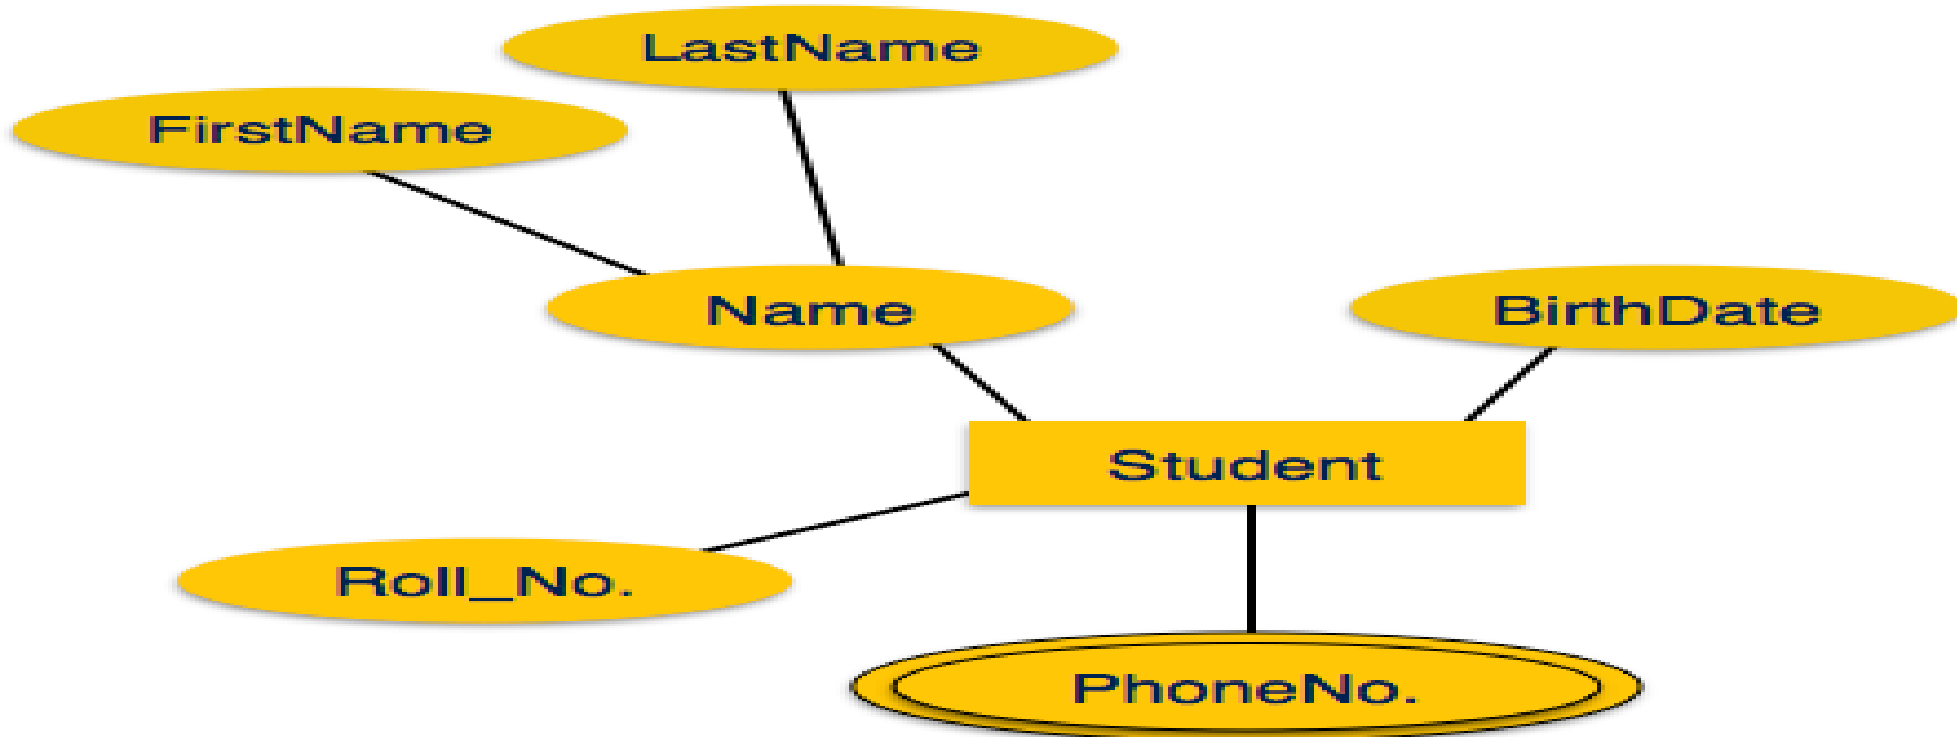 LastName
FirstName
Name
BirthDate
Student
Roll_No.
PhoneNo.